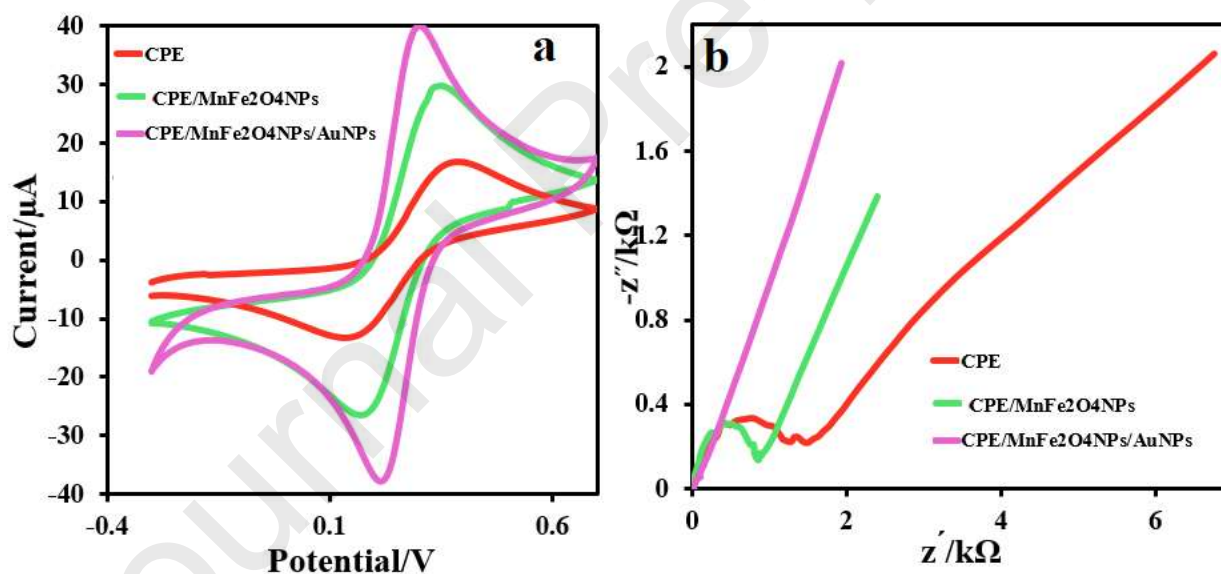 a
40
30
20
10
0
-10
-20
-30
-40
Current/μA
CPE
CPE/MnFe2O4NPs
CPE/MnFe2O4NPs/AuNPs
-0.4
0.1
0.6
Potential/V
b
2
1.6
1.2
0.8
0.4
0
-z″/kΩ
CPE
CPE/MnFe2O4NPs
CPE/MnFe2O4NPs/AuNPs
0
2
4
6
z′/kΩ
ournal Pre